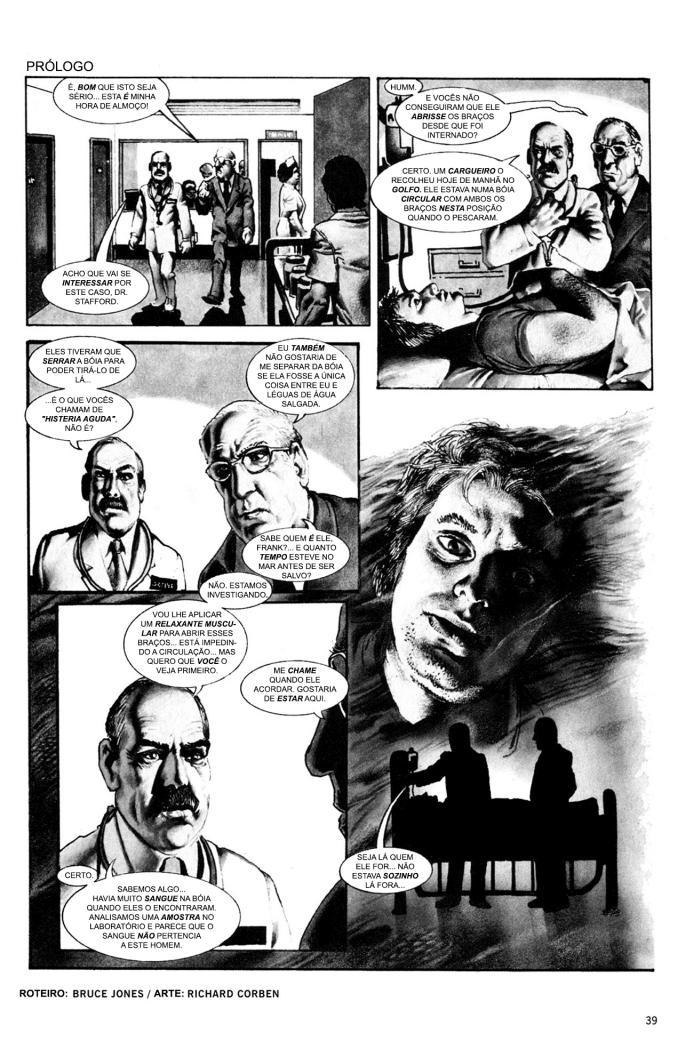 PRÓLOGO
É, BOM QUE ISTO SEJA
SÉRIO... ESTA É MINHA
HORA DE ALMOÇO!
ACHO QUE VAI SE
INTERESSAR POR
ESTE CASO, DR.
STAFFORD.
HUMM.
E VOCÊS NÃO
CONSEGUIRAM QUE ELE
ABRISSE OS BRAÇOS
DESDE QUE FOI
INTERNADO?
CERTO. UM CARGUEIRO O
RECOLHEU HOJE DE MANHÃ NO
GOLFO. ELE ESTAVA NUMA BÓIA
CIRCULAR COM AMBOS OS
BRAÇOS NESTA POSIÇÃO
QUANDO O PESCARAM.
ELES TIVERAM QUE
SERRAR A BÓIA PARA
PODER TIRÁ-LO DE
LÁ...
...É O QUE VOCÊS
CHAMAM DE
"HISTERIA AGUDA".
NÃO É?
EU TAMBÉM
NÃO GOSTARIA DE
ME SEPARAR DA BÓIA
SE ELA FOSSE A ÚNICA
COISA ENTRE EU E
LÉGUAS DE ÁGUA
SALGADA.
SABE QUEM É ELE,
FRANK?... E QUANTO
TEMPO ESTEVE NO
MAR ANTES DE SER
SALVO?
NÃO. ESTAMOS
INVESTIGANDO.
VOU LHE APLICAR
UM RELAXANTE MUSCU-
LAR PARA ABRIR ESSES
BRAÇOS... ESTÁ IMPEDIN-
DO A CIRCULAÇÃO... MAS
QUERO QUE VOCÊ O
VEJA PRIMEIRO.
ME CHAME
QUANDO ELE
ACORDAR. GOSTARIA
DE ESTAR AQUI.
CERTO.
SABEMOS ALGO...
HAVIA MUITO SANGUE NA BÓIA
QUANDO ELES O ENCONTRARAM.
ANALISAMOS UMA AMOSTRA NO
LABORATÓRIO E PARECE QUE O
SANGUE NÃO PERTENCIA
A ESTE HOMEM.
SEJA LÁ QUEM
ELE FOR... NÃO
ESTAVA SOZINHO
LÁ FORA...
ROTEIRO: BRUCE JONES / ARTE: RICHARD CORBEN
39